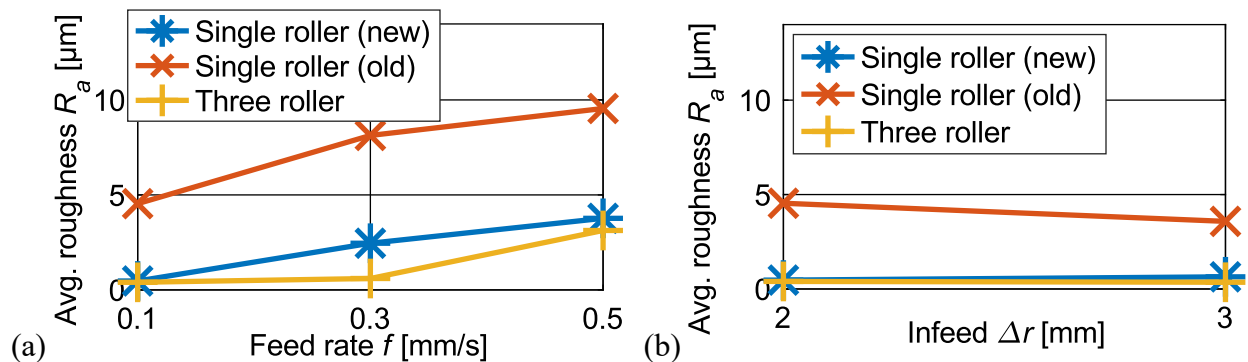 (a)
Avg. roughness R_a [μm]
10
5
0
Single roller (new)
Single roller (old)
Three roller
0.1 0.3 0.5
Feed rate f [mm/s]
(b)
Avg. roughness R_a [μm]
10
5
0
Single roller (new)
Single roller (old)
Three roller
2 3
Infeed Δr [mm]